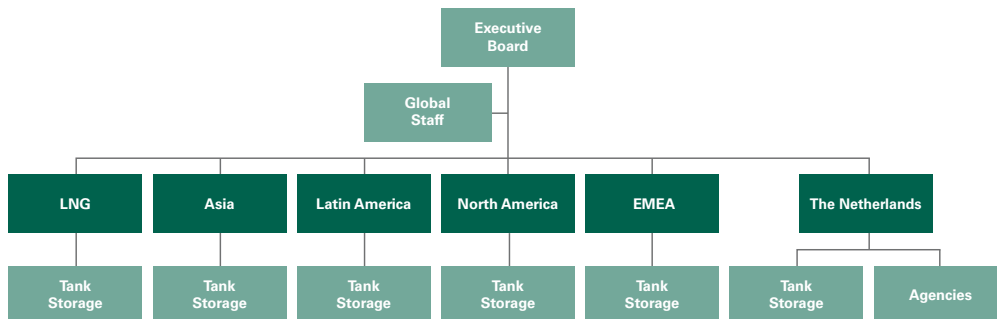 Executive
Board
Global
Staff
LNG
Asia
Latin America
North America
EMEA
The Netherlands
Tank
Storage
Tank
Storage
Tank
Storage
Tank
Storage
Tank
Storage
Tank
Storage
Agencies